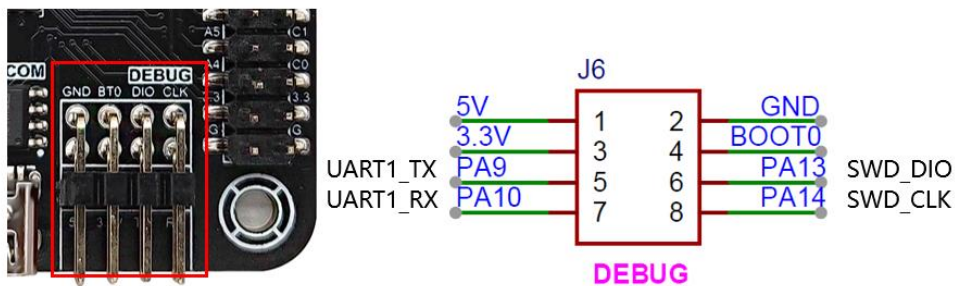 A5 C1
COM DEBUG A4 C0
GND BT0 DIO CLK 3.3
G G
J6
5V 1 2 GND
3.3V 3 4 BOOT0
UART1_TX PA9 5 6 PA13 SWD_DIO
UART1_RX PA10 7 8 PA14 SWD_CLK
DEBUG